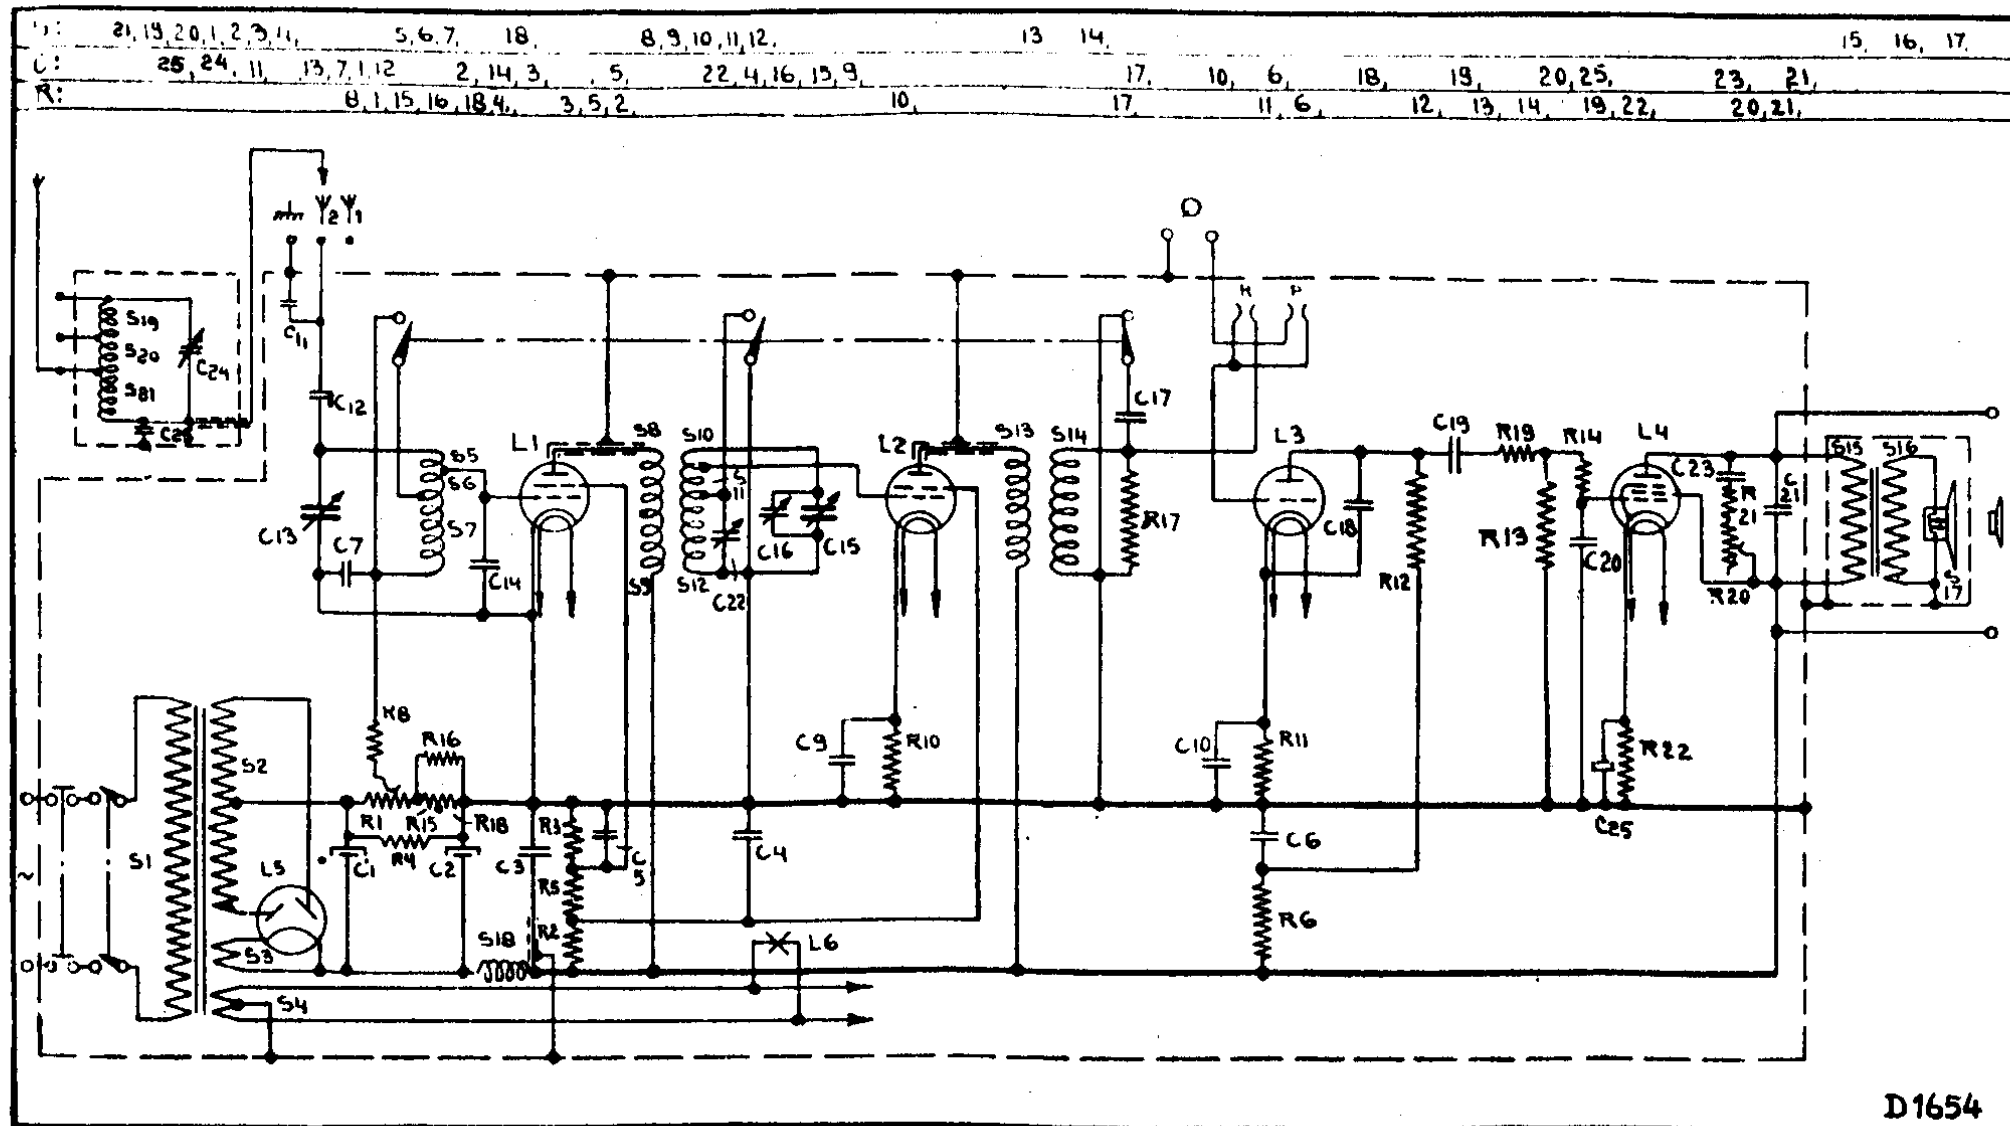 S: 21, 19, 20, 1, 2, 3, 4, 5, 6, 7, 18, 8, 9, 10, 11, 12, 13 14, 15, 16, 17,
C: 25, 24, 11, 13, 7, 1, 12 2, 14, 3, 5, 22, 4, 16, 15, 9, 17, 10, 6, 18, 19, 20, 25, 23, 21,
R: 8, 1, 15, 16, 18, 4, 3, 5, 2, 10, 17, 11, 6, 12, 13, 14, 19, 22, 20, 21,
2 1
C11
S19
S20
S81
C24
C12
C17
S5
S6
S7
L1
S8
S9
S10
S
11
S12
L2
S13
S14
L3
C19
R19
R14
L4
S15
S16
C13
C7
C14
C16
C15
C22
R17
C18
R12
R13
C20
C23
R
21
C
21
R20
S
17
R8
R16
S2
C9
R10
C10
R11
R22
R1
R15
R18
R3
R4
S1
L5
C1
C2
C3
C
5
C4
C6
C25
R5
R2
S18
L6
R6
S3
S4
~
D1654